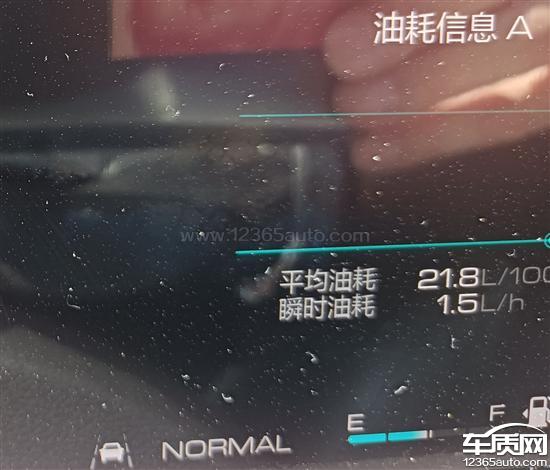 油耗信息 A
www.12365auto.com
平均油耗 21.8L/100
瞬时油耗 1.5L/h
E F
NORMAL
车质网
12365auto.com